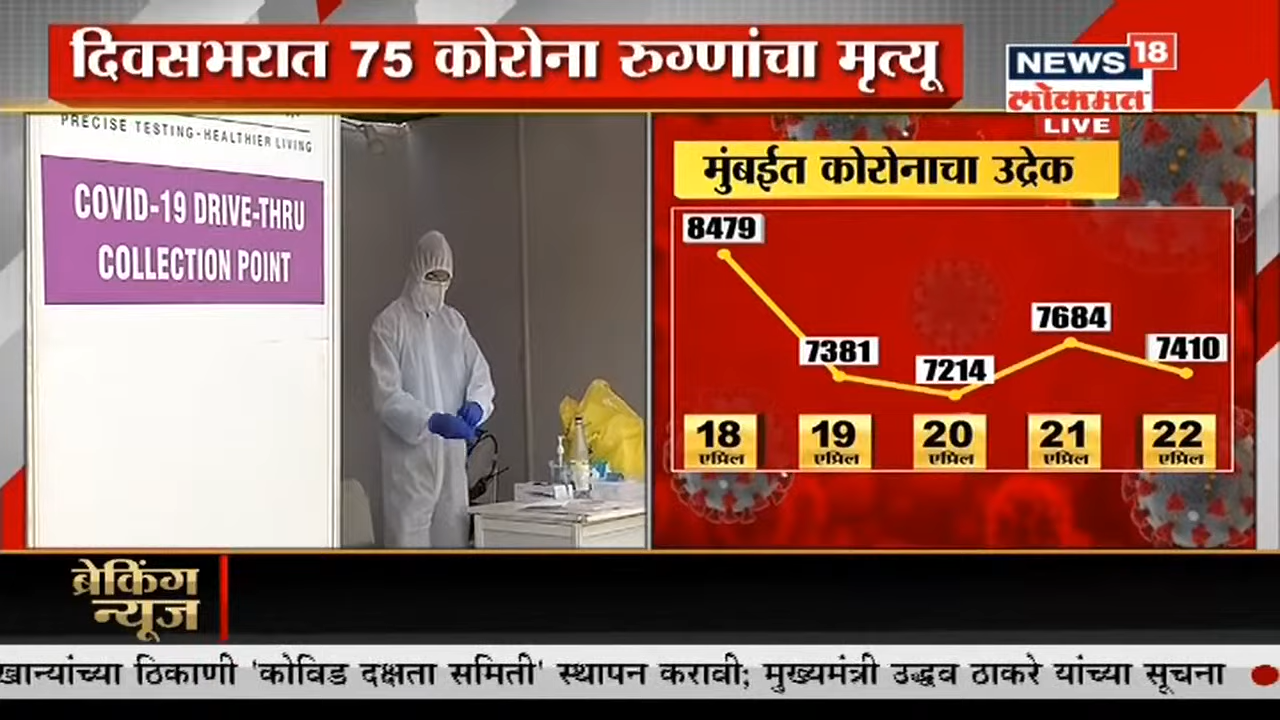 दिवसभरात 75 कोरोना रुग्णांचा मृत्यू
NEWS 18
लोकमत
LIVE
PRECISE TESTING-HEALTHIER LIVING
COVID-19 DRIVE-THRU
COLLECTION POINT
मुंबईत कोरोनाचा उद्रेक
8479
7381
7214
7684
7410
18 19 20 21 22
एप्रिल एप्रिल एप्रिल एप्रिल एप्रिल
ब्रेकिंग
न्यूज
खान्यांच्या ठिकाणी 'कोविड दक्षता समिती' स्थापन करावी; मुख्यमंत्री उद्धव ठाकरे यांच्या सूचना